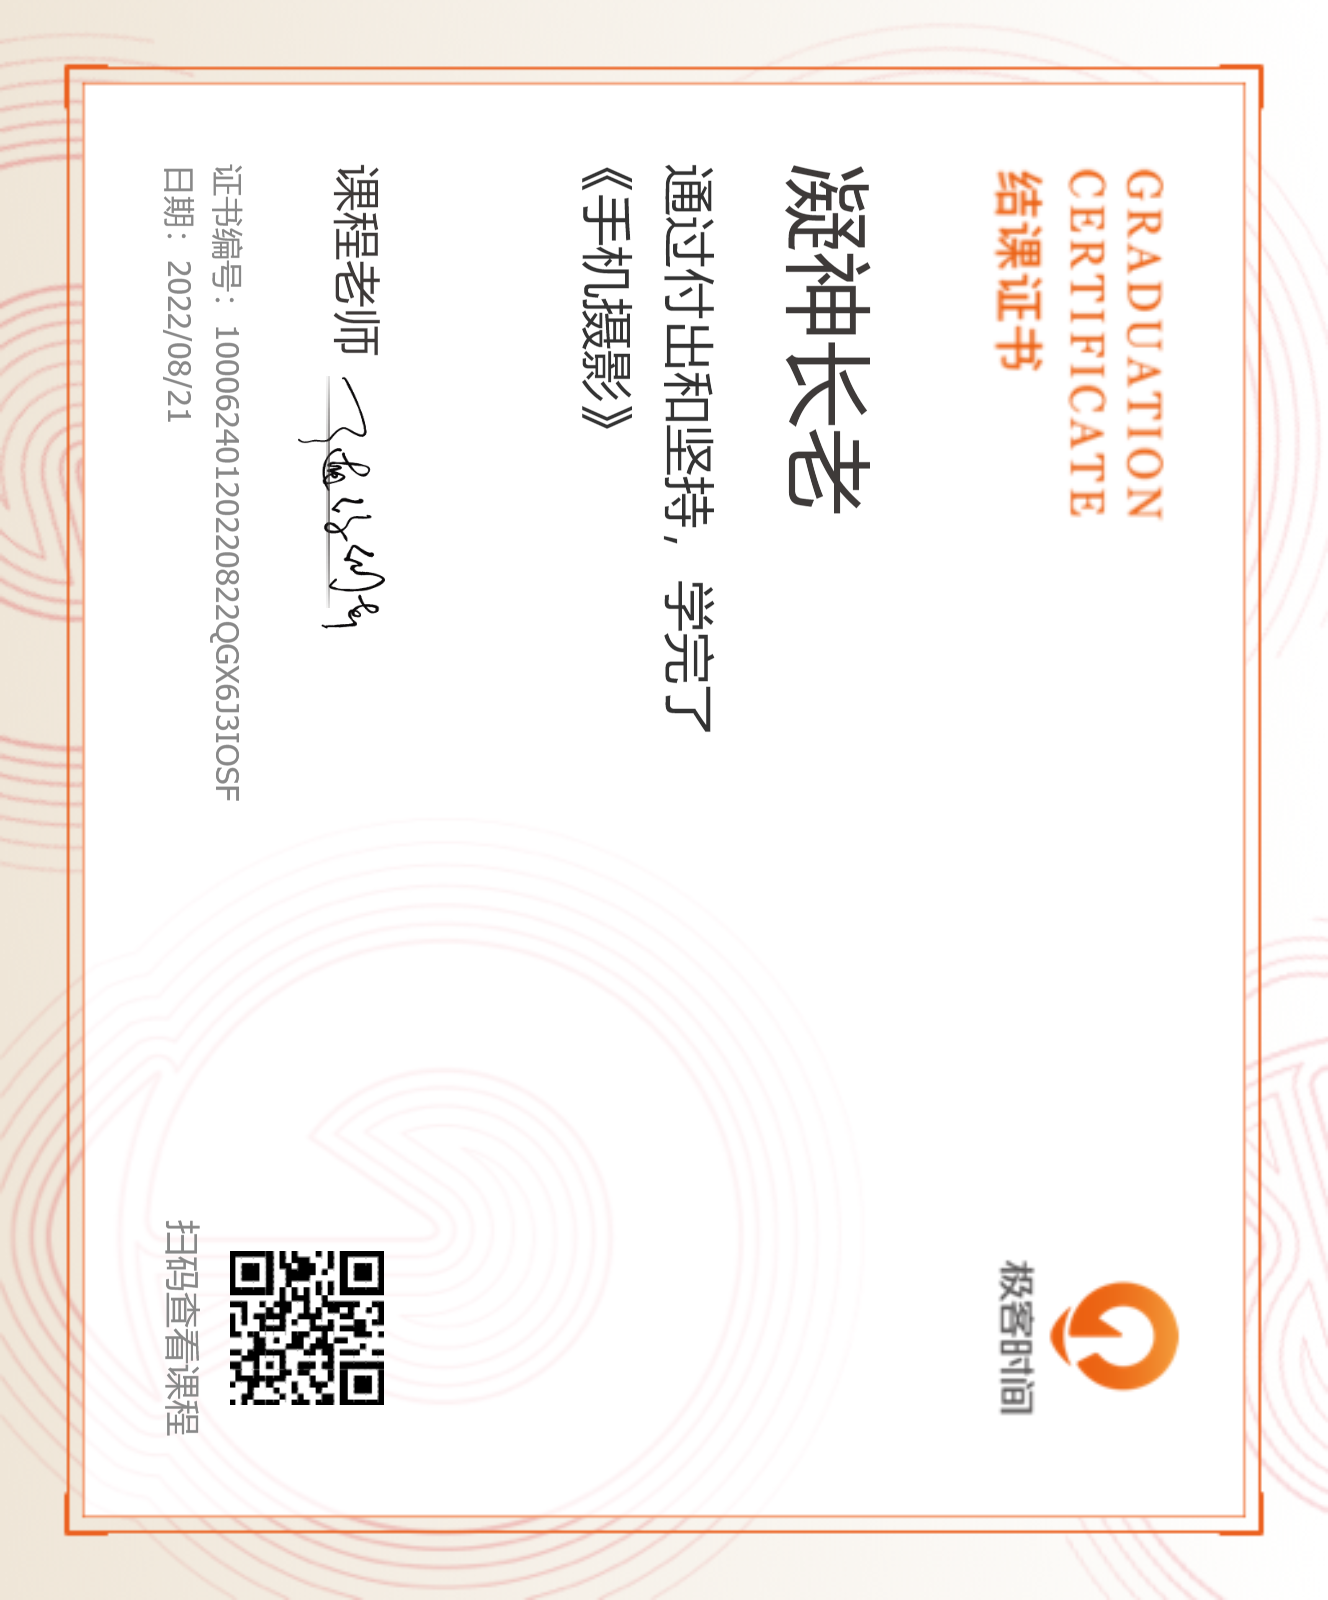 GRADUATION
CERTIFICATE
结课证书
极客时间
凝神长老
通过付出和坚持，学完了
《手机摄影》
课程老师
证书编号：10006240120220822QGX6J3IOSF
日期：2022/08/21
扫码查看课程